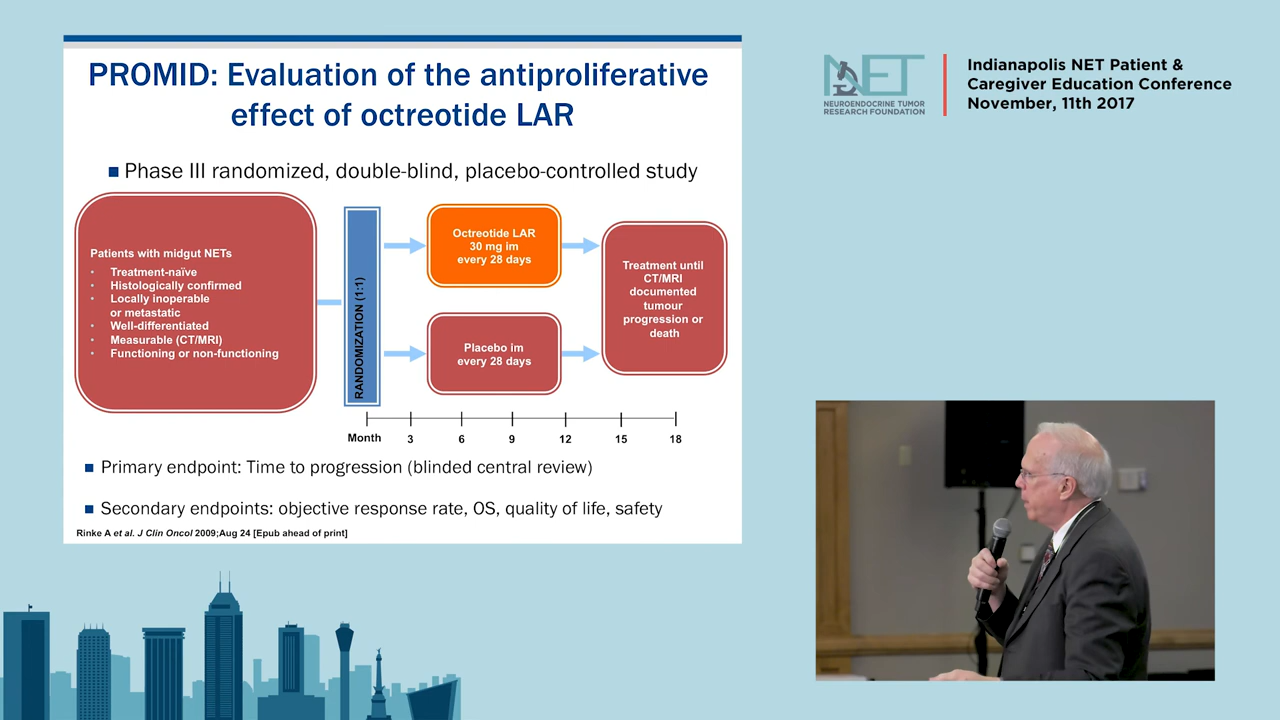 PROMID: Evaluation of the antiproliferative
effect of octreotide LAR
■ Phase III randomized, double-blind, placebo-controlled study
Patients with midgut NETs
• Treatment-naïve
• Histologically confirmed
• Locally inoperable
or metastatic
• Well-differentiated
• Measurable (CT/MRI)
• Functioning or non-functioning
RANDOMIZATION (1:1)
Octreotide LAR
30 mg im
every 28 days
Placebo im
every 28 days
Treatment until
CT/MRI
documented
tumour
progression or
death
Month 3 6 9 12 15 18
■ Primary endpoint: Time to progression (blinded central review)
■ Secondary endpoints: objective response rate, OS, quality of life, safety
Rinke A et al. J Clin Oncol 2009;Aug 24 [Epub ahead of print]
NET
NEUROENDOCRINE TUMOR
RESEARCH FOUNDATION
Indianapolis NET Patient &
Caregiver Education Conference
November, 11th 2017